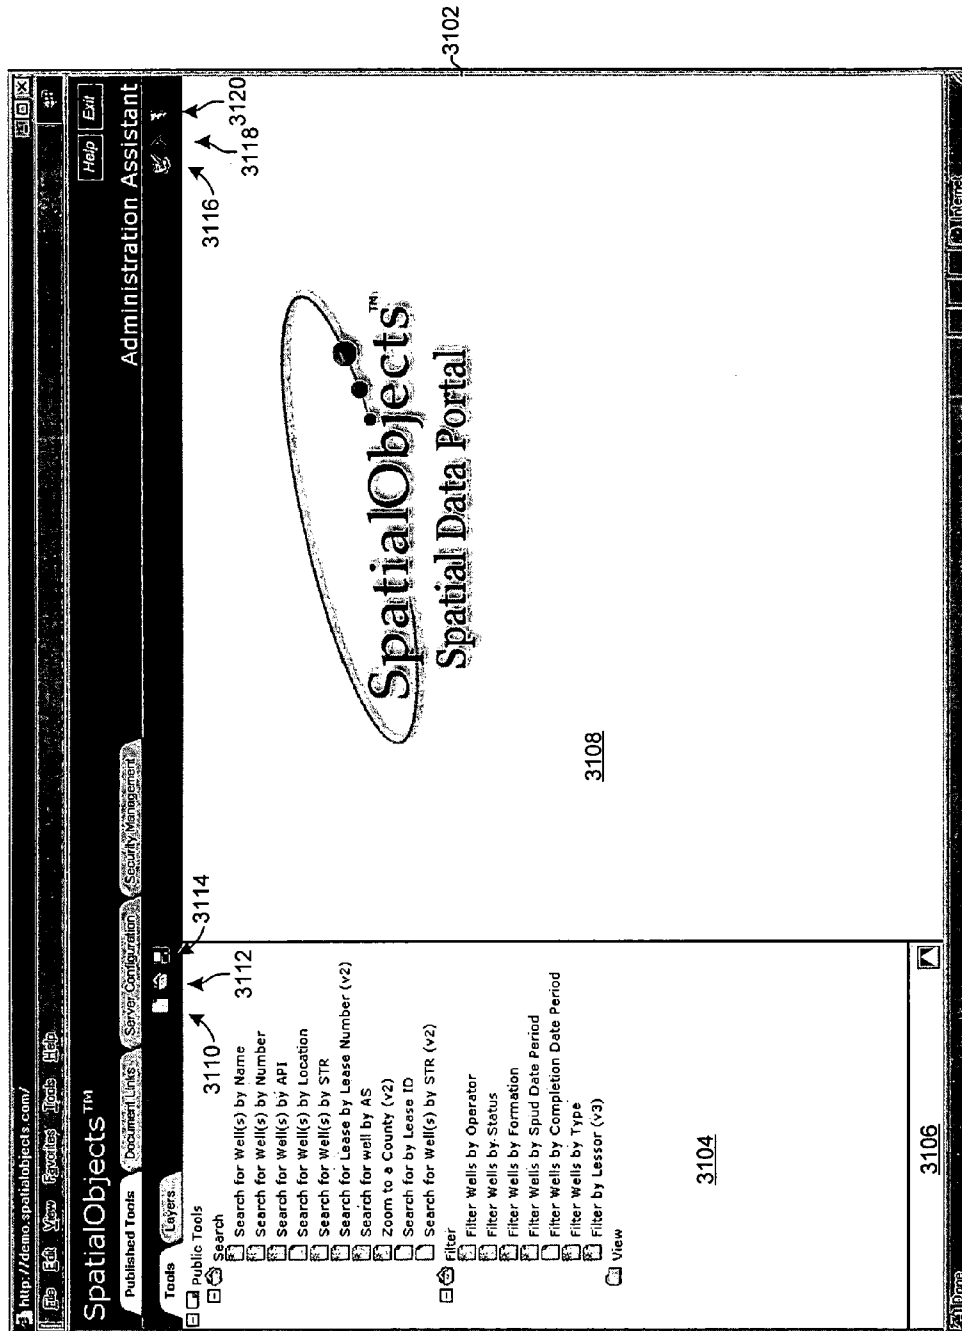 http://demo.spatialobjects.com/
File Edit View Favorites Tools Help
SpatialObjects™
Help Exit
Published Tools Document Links Server Configuration Security Management
Administration Assistant
Tools Layers
3110
3112
3114
3116
3118
3120
3102
Public Tools
Search
Search for Well(s) by Name
Search for Well(s) by Number
Search for Well(s) by API
Search for Well(s) by Location
Search for Well(s) by STR
Search for Lease by Lease Number (v2)
Search for well by AS
Zoom to a County (v2)
Search for by Lease ID
Search for Well(s) by STR (v2)
Filter
Filter Wells by Operator
Filter Wells by Status
Filter Wells by Formation
Filter Wells by Spud Date Period
Filter Wells by Completion Date Period
Filter Wells by Type
Filter by Lessor (v3)
View
SpatialObjects™
Spatial Data Portal
3108
3104
3106
Done
Internet